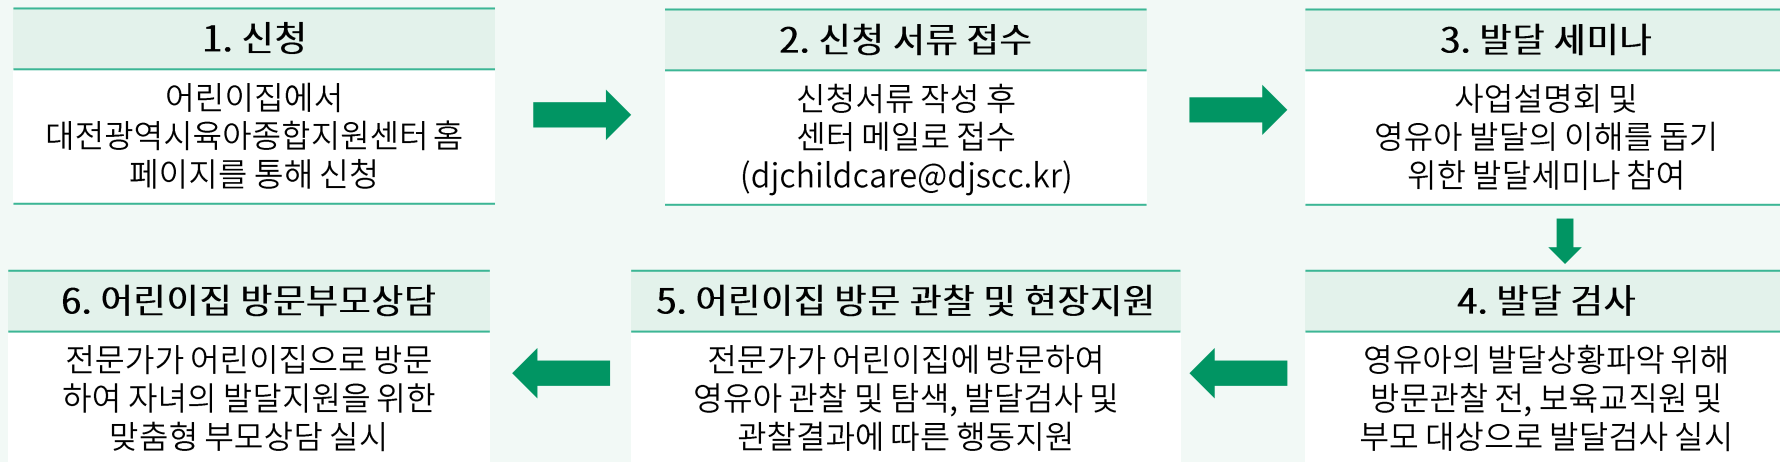 1. 신청
어린이집에서
대전광역시육아종합지원센터 홈
페이지를 통해 신청
2. 신청 서류 접수
신청서류 작성 후
센터 메일로 접수
(djchildcare@djscc.kr)
3. 발달 세미나
사업설명회 및
영유아 발달의 이해를 돕기
위한 발달세미나 참여
4. 발달 검사
영유아의 발달상황파악 위해
방문관찰 전, 보육교직원 및
부모 대상으로 발달검사 실시
5. 어린이집 방문 관찰 및 현장지원
전문가가 어린이집에 방문하여
영유아 관찰 및 탐색, 발달검사 및
관찰결과에 따른 행동지원
6. 어린이집 방문부모상담
전문가가 어린이집으로 방문
하여 자녀의 발달지원을 위한
맞춤형 부모상담 실시